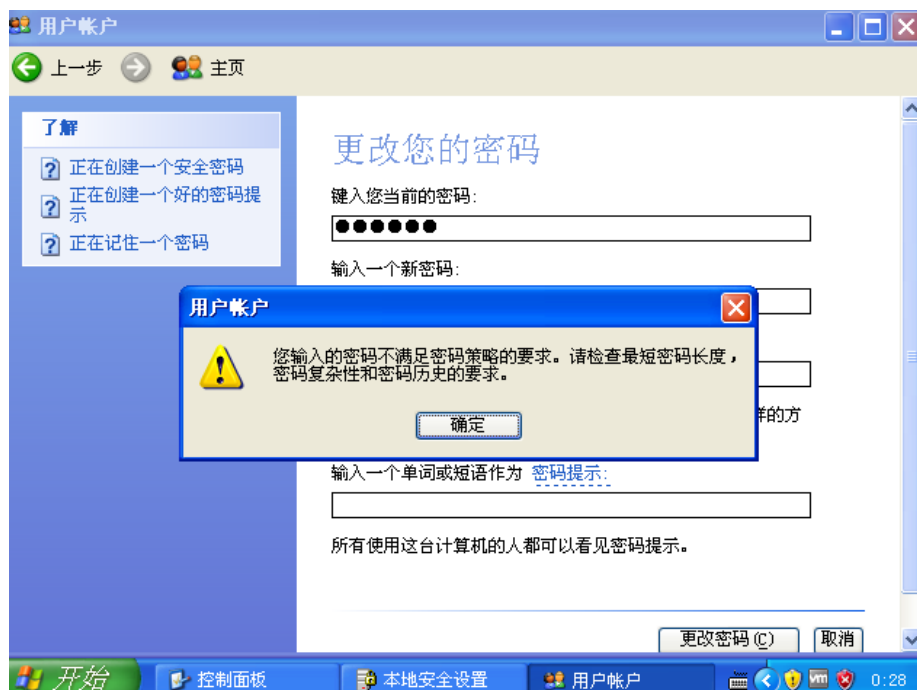 用户帐户
上一步 主页
了解
正在创建一个安全密码
正在创建一个好的密码提
示
正在记住一个密码
更改您的密码
键入您当前的密码:
●●●●●●
输入一个新密码:
用户帐户
您输入的密码不满足密码策略的要求。请检查最短密码长度,
密码复杂性和密码历史的要求。
确定
样的方
输入一个单词或短语作为 密码提示:
所有使用这台计算机的人都可以看见密码提示。
更改密码(C) 取消
开始 控制面板 本地安全设置 用户帐户 0:28